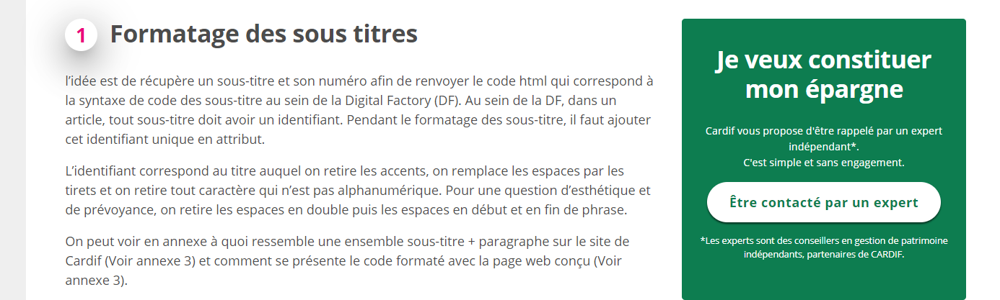 1 Formatage des sous titres
l’idée est de récupère un sous-titre et son numéro afin de renvoyer le code html qui correspond à
la syntaxe de code des sous-titre au sein de la Digital Factory (DF). Au sein de la DF, dans un
article, tout sous-titre doit avoir un identifiant. Pendant le formatage des sous-titre, il faut ajouter
cet identifiant unique en attribut.
L’identifiant correspond au titre auquel on retire les accents, on remplace les espaces par les
tirets et on retire tout caractère qui n’est pas alphanumérique. Pour une question d’esthétique et
de prévoyance, on retire les espaces en double puis les espaces en début et en fin de phrase.
On peut voir en annexe à quoi ressemble une ensemble sous-titre + paragraphe sur le site de
Cardif (Voir annexe 3) et comment se présente le code formaté avec la page web conçu (Voir
annexe 3).
Je veux constituer
mon épargne
Cardif vous propose d'être rappelé par un expert
indépendant*.
C'est simple et sans engagement.
Être contacté par un expert
*Les experts sont des conseillers en gestion de patrimoine
indépendants, partenaires de CARDIF.